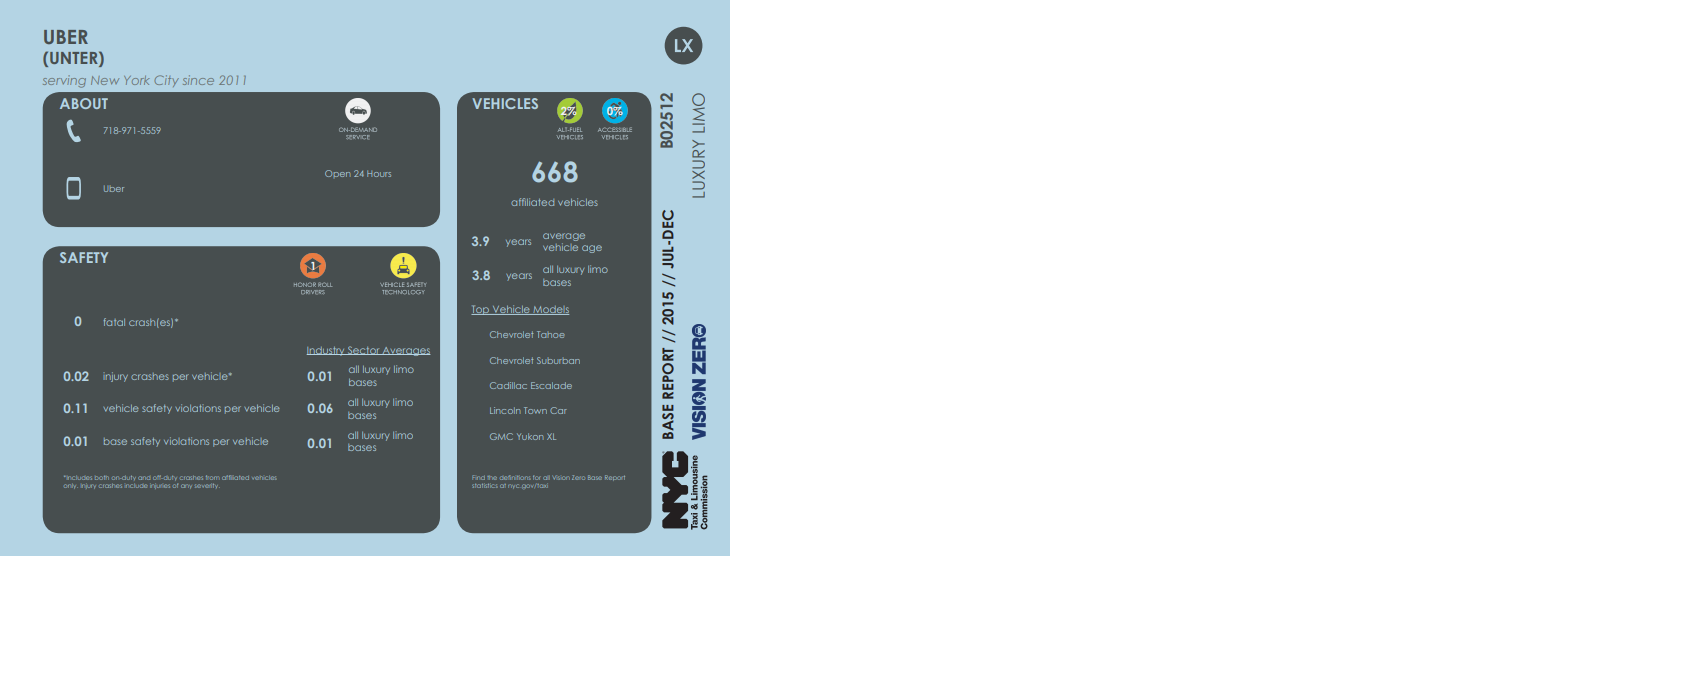 UBER
(UNTER)
serving New York City since 2011
LX
ABOUT
718-971-5559
ON-DEMAND
SERVICE
Open 24 Hours
Uber
SAFETY
1
HONOR ROLL
DRIVERS
VEHICLE SAFETY
TECHNOLOGY
0 fatal crash(es)*
Industry Sector Averages
0.02 injury crashes per vehicle* 0.01 all luxury limo
bases
0.11 vehicle safety violations per vehicle 0.06 all luxury limo
bases
0.01 base safety violations per vehicle 0.01 all luxury limo
bases
*Includes both on-duty and off-duty crashes from affiliated vehicles
only. Injury crashes include injuries of any severity.
VEHICLES
2%
ALT-FUEL
VEHICLES
0%
ACCESSIBLE
VEHICLES
668
affiliated vehicles
3.9 years average
vehicle age
3.8 years all luxury limo
bases
Top Vehicle Models
Chevrolet Tahoe
Chevrolet Suburban
Cadillac Escalade
Lincoln Town Car
GMC Yukon XL
Find the definitions for all Vision Zero Base Report
statistics at nyc.gov/taxi
B02512
LUXURY LIMO
BASE REPORT // 2015 // JUL-DEC
VISION ZERO
NYC
Taxi & Limousine
Commission